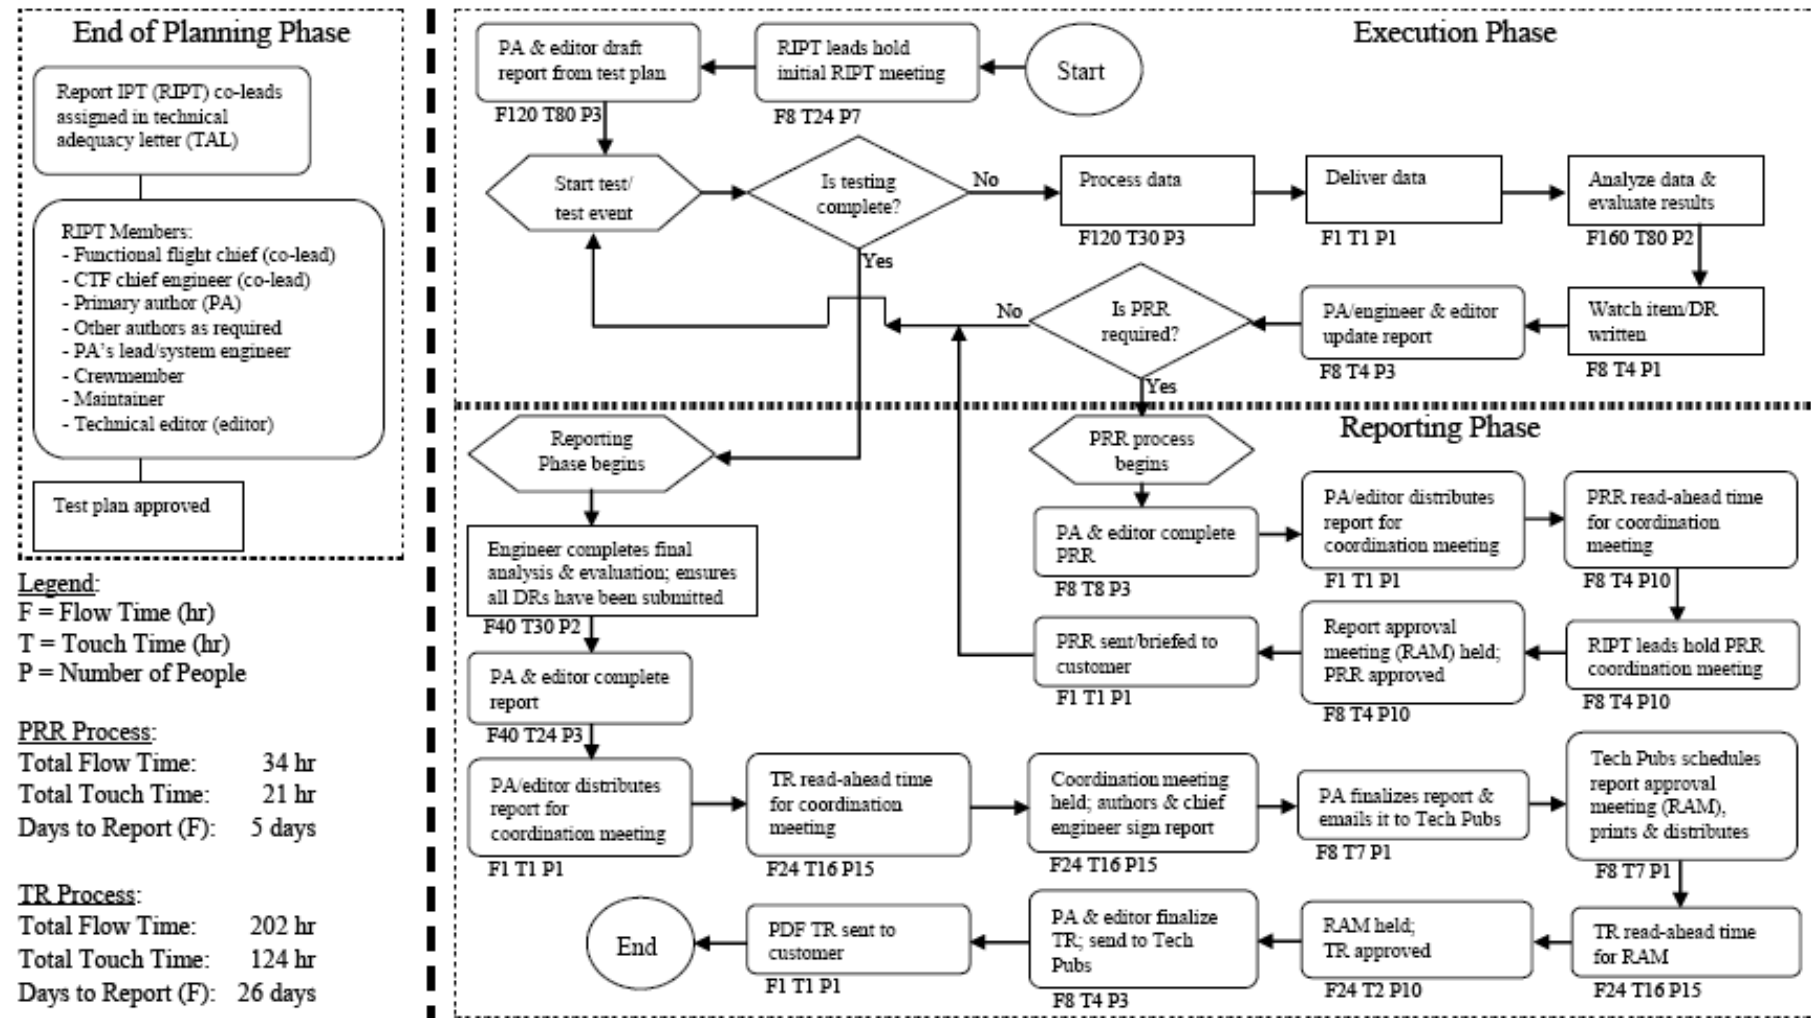 End of Planning Phase
Report IPT (RIPT) co-leads
assigned in technical
adequacy letter (TAL)
RIPT Members:
- Functional flight chief (co-lead)
- CTF chief engineer (co-lead)
- Primary author (PA)
- Other authors as required
- PA's lead/system engineer
- Crewmember
- Maintainer
- Technical editor (editor)
Test plan approved
Legend:
F = Flow Time (hr)
T = Touch Time (hr)
P = Number of People
PRR Process:
Total Flow Time: 34 hr
Total Touch Time: 21 hr
Days to Report (F): 5 days
TR Process:
Total Flow Time: 202 hr
Total Touch Time: 124 hr
Days to Report (F): 26 days
Execution Phase
Start
RIPT leads hold
initial RIPT meeting
F8 T24 P7
PA & editor draft
report from test plan
F120 T80 P3
Start test/
test event
Is testing
complete?
No
Yes
Process data
F120 T30 P3
Deliver data
F1 T1 P1
Analyze data &
evaluate results
F160 T80 P2
Watch item/DR
written
F8 T4 P1
PA/engineer & editor
update report
F8 T4 P3
Is PRR
required?
No
Yes
Reporting Phase
PRR process
begins
PA & editor complete
PRR
F8 T8 P3
PA/editor distributes
report for
coordination meeting
F1 T1 P1
PRR read-ahead time
for coordination
meeting
F8 T4 P10
RIPT leads hold PRR
coordination meeting
F8 T4 P10
Report approval
meeting (RAM) held;
PRR approved
F8 T4 P10
PRR sent/briefed to
customer
F1 T1 P1
Reporting
Phase begins
Engineer completes final
analysis & evaluation; ensures
all DRs have been submitted
F40 T30 P2
PA & editor complete
report
F40 T24 P3
PA/editor distributes
report for
coordination meeting
F1 T1 P1
TR read-ahead time
for coordination
meeting
F24 T16 P15
Coordination meeting
held; authors & chief
engineer sign report
F24 T16 P15
PA finalizes report &
emails it to Tech Pubs
F8 T7 P1
Tech Pubs schedules
report approval
meeting (RAM),
prints & distributes
F8 T7 P1
TR read-ahead time
for RAM
F24 T16 P15
RAM held;
TR approved
F24 T2 P10
PA & editor finalize
TR; send to Tech
Pubs
F8 T4 P3
PDF TR sent to
customer
F1 T1 P1
End